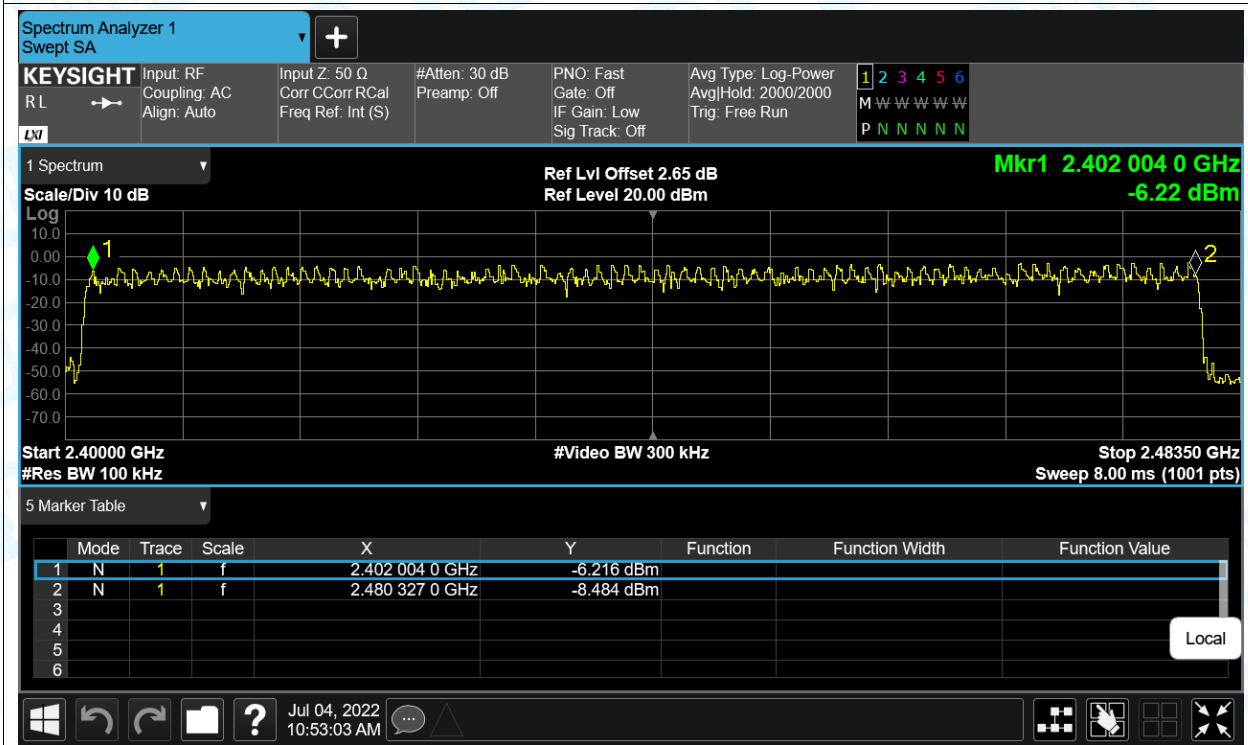 Spectrum Analyzer 1
Swept SA
KEYSIGHT Input: RF Input Z: 50 Ω #Atten: 30 dB PNO: Fast Avg Type: Log-Power 1 2 3 4 5 6
R L Coupling: AC Corr CCorr RCal Preamp: Off Gate: Off Avg|Hold: 2000/2000 M W W W W W
Align: Auto Freq Ref: Int (S) IF Gain: Low Trig: Free Run
LXI Sig Track: Off P N N N N N
1 Spectrum Ref Lvl Offset 2.65 dB Mkr1 2.402 004 0 GHz
Scale/Div 10 dB Ref Level 20.00 dBm -6.22 dBm
Log
10.0
0.00
-10.0
-20.0
-30.0
-40.0
-50.0
-60.0
-70.0
1
2
Start 2.40000 GHz #Video BW 300 kHz Stop 2.48350 GHz
#Res BW 100 kHz Sweep 8.00 ms (1001 pts)
5 Marker Table
Mode Trace Scale X Y Function Function Width Function Value
1 N 1 f 2.402 004 0 GHz -6.216 dBm
2 N 1 f 2.480 327 0 GHz -8.484 dBm
3
4
5
6
Local
? Jul 04, 2022
10:53:03 AM